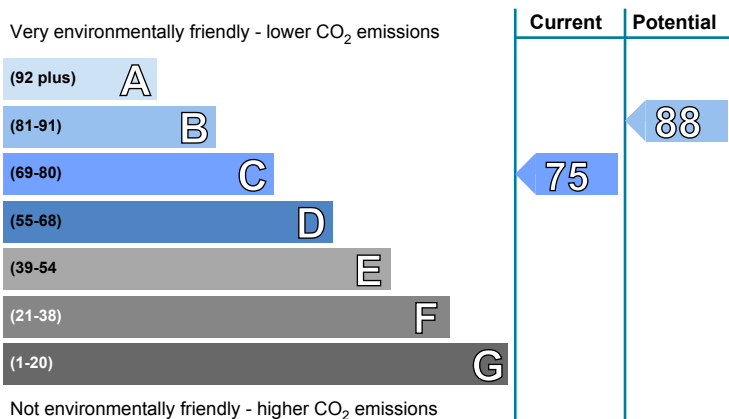 Current Potential
Very environmentally friendly - lower CO2 emissions
(92 plus) A
(81-91) B
88
(69-80) C
75
(55-68) D
(39-54 E
(21-38) F
(1-20) G
Not environmentally friendly - higher CO2 emissions